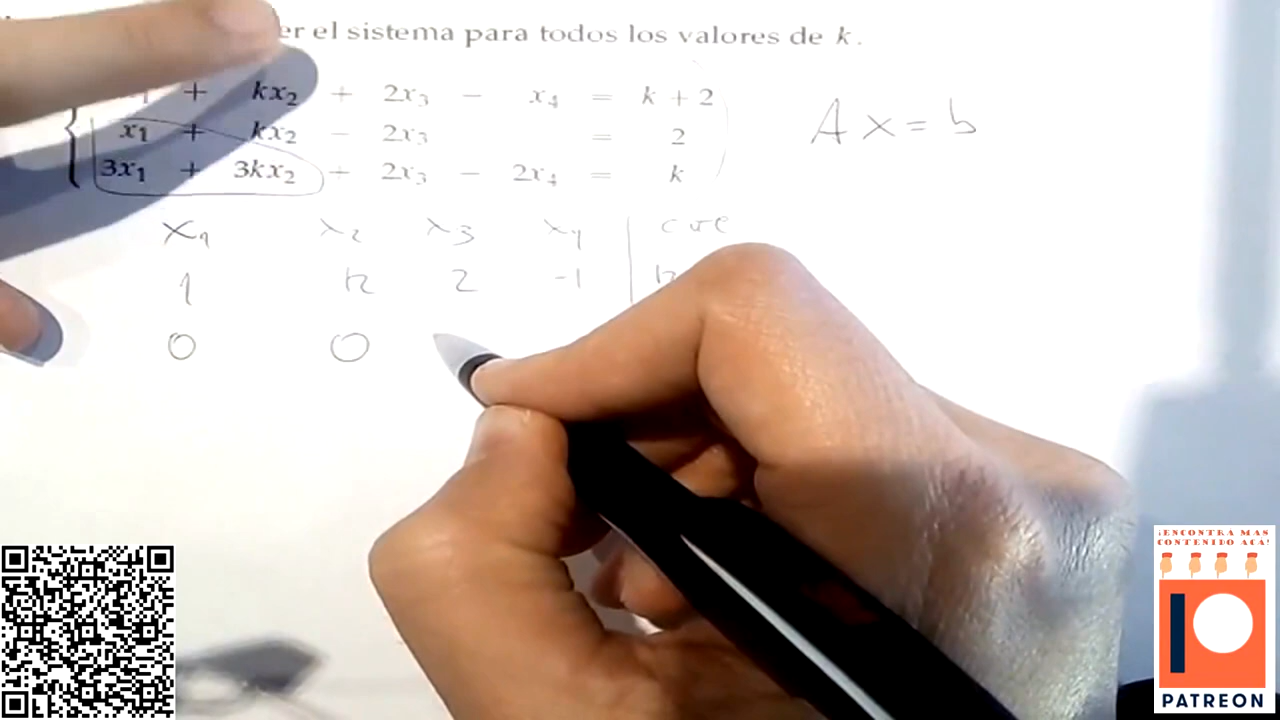 er el sistema para todos los valores de k.
+ kx₂ + 2x₃ − x₄ = k + 2
x₁ + kx₂ − 2x₃ = 2
3x₁ + 3kx₂ + 2x₃ − 2x₄ = k
A x = b
x₁ x₂ x₃ x₄
1 k 2 -1 k
0 0
¡ENCONTRA MAS
CONTENIDO ACA!
PATREON